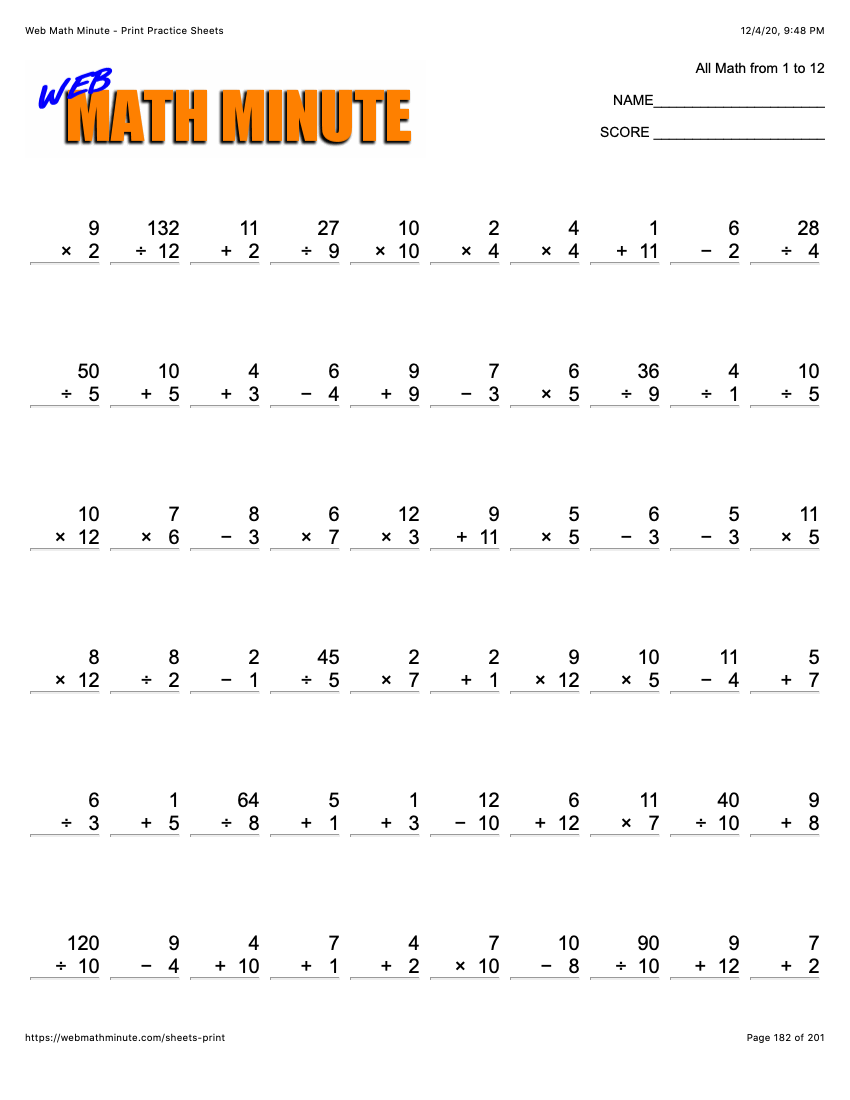 Web Math Minute - Print Practice Sheets 12/4/20, 9:48 PM
WEB
MATH MINUTE
All Math from 1 to 12
NAME______________________
SCORE ______________________
9 132 11 27 10 2 4 1 6 28
× 2 ÷ 12 + 2 ÷ 9 × 10 × 4 × 4 + 11 − 2 ÷ 4
50 10 4 6 9 7 6 36 4 10
÷ 5 + 5 + 3 − 4 + 9 − 3 × 5 ÷ 9 ÷ 1 ÷ 5
10 7 8 6 12 9 5 6 5 11
× 12 × 6 − 3 × 7 × 3 + 11 × 5 − 3 − 3 × 5
8 8 2 45 2 2 9 10 11 5
× 12 ÷ 2 − 1 ÷ 5 × 7 + 1 × 12 × 5 − 4 + 7
6 1 64 5 1 12 6 11 40 9
÷ 3 + 5 ÷ 8 + 1 + 3 − 10 + 12 × 7 ÷ 10 + 8
120 9 4 7 4 7 10 90 9 7
÷ 10 − 4 + 10 + 1 + 2 × 10 − 8 ÷ 10 + 12 + 2
https://webmathminute.com/sheets-print Page 182 of 201